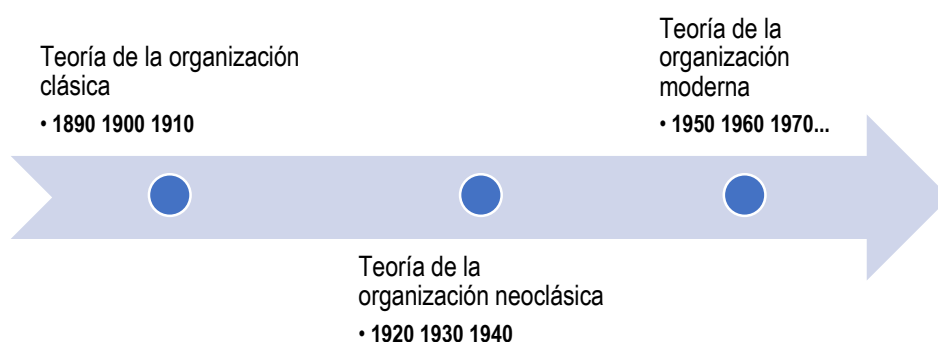 Teoría de la organización
clásica
• 1890 1900 1910
Teoría de la
organización neoclásica
• 1920 1930 1940
Teoría de la
organización
moderna
• 1950 1960 1970...